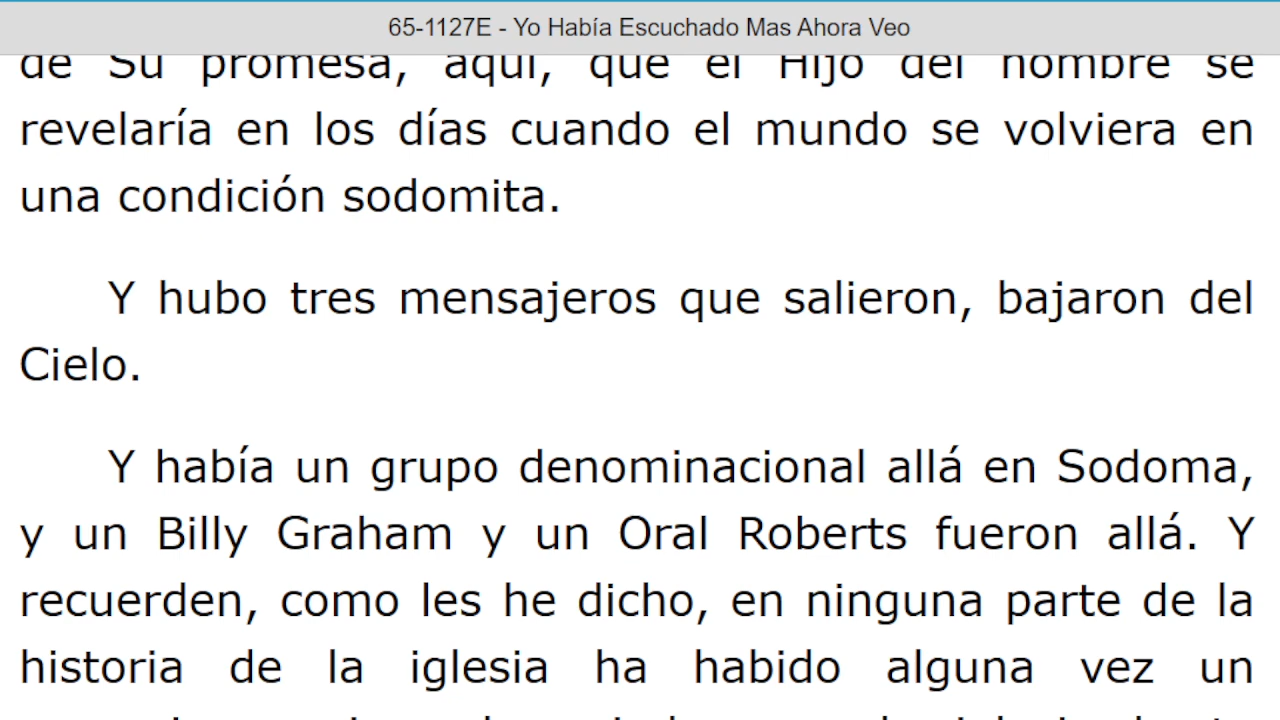 65-1127E - Yo Había Escuchado Mas Ahora Veo
de Su promesa, aquí, que el Hijo del hombre se
revelaría en los días cuando el mundo se volviera en
una condición sodomita.
Y hubo tres mensajeros que salieron, bajaron del
Cielo.
Y había un grupo denominacional allá en Sodoma,
y un Billy Graham y un Oral Roberts fueron allá. Y
recuerden, como les he dicho, en ninguna parte de la
historia de la iglesia ha habido alguna vez un